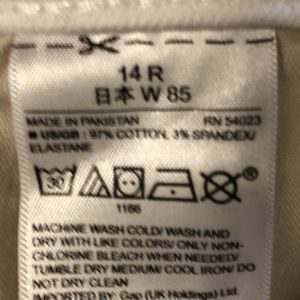 14 R
日本 W 85
MADE IN PAKISTAN RN 54023
■ US/GB : 97% COTTON, 3% SPANDEX/
ELASTANE
30 ®
1166
MACHINE WASH COLD/ WASH AND
DRY WITH LIKE COLORS/ ONLY NON-
CHLORINE BLEACH WHEN NEEDED/
TUMBLE DRY MEDIUM/ COOL IRON/ DO
NOT DRY CLEAN
IMPORTED BY: Gap (UK Holdings) Ltd.